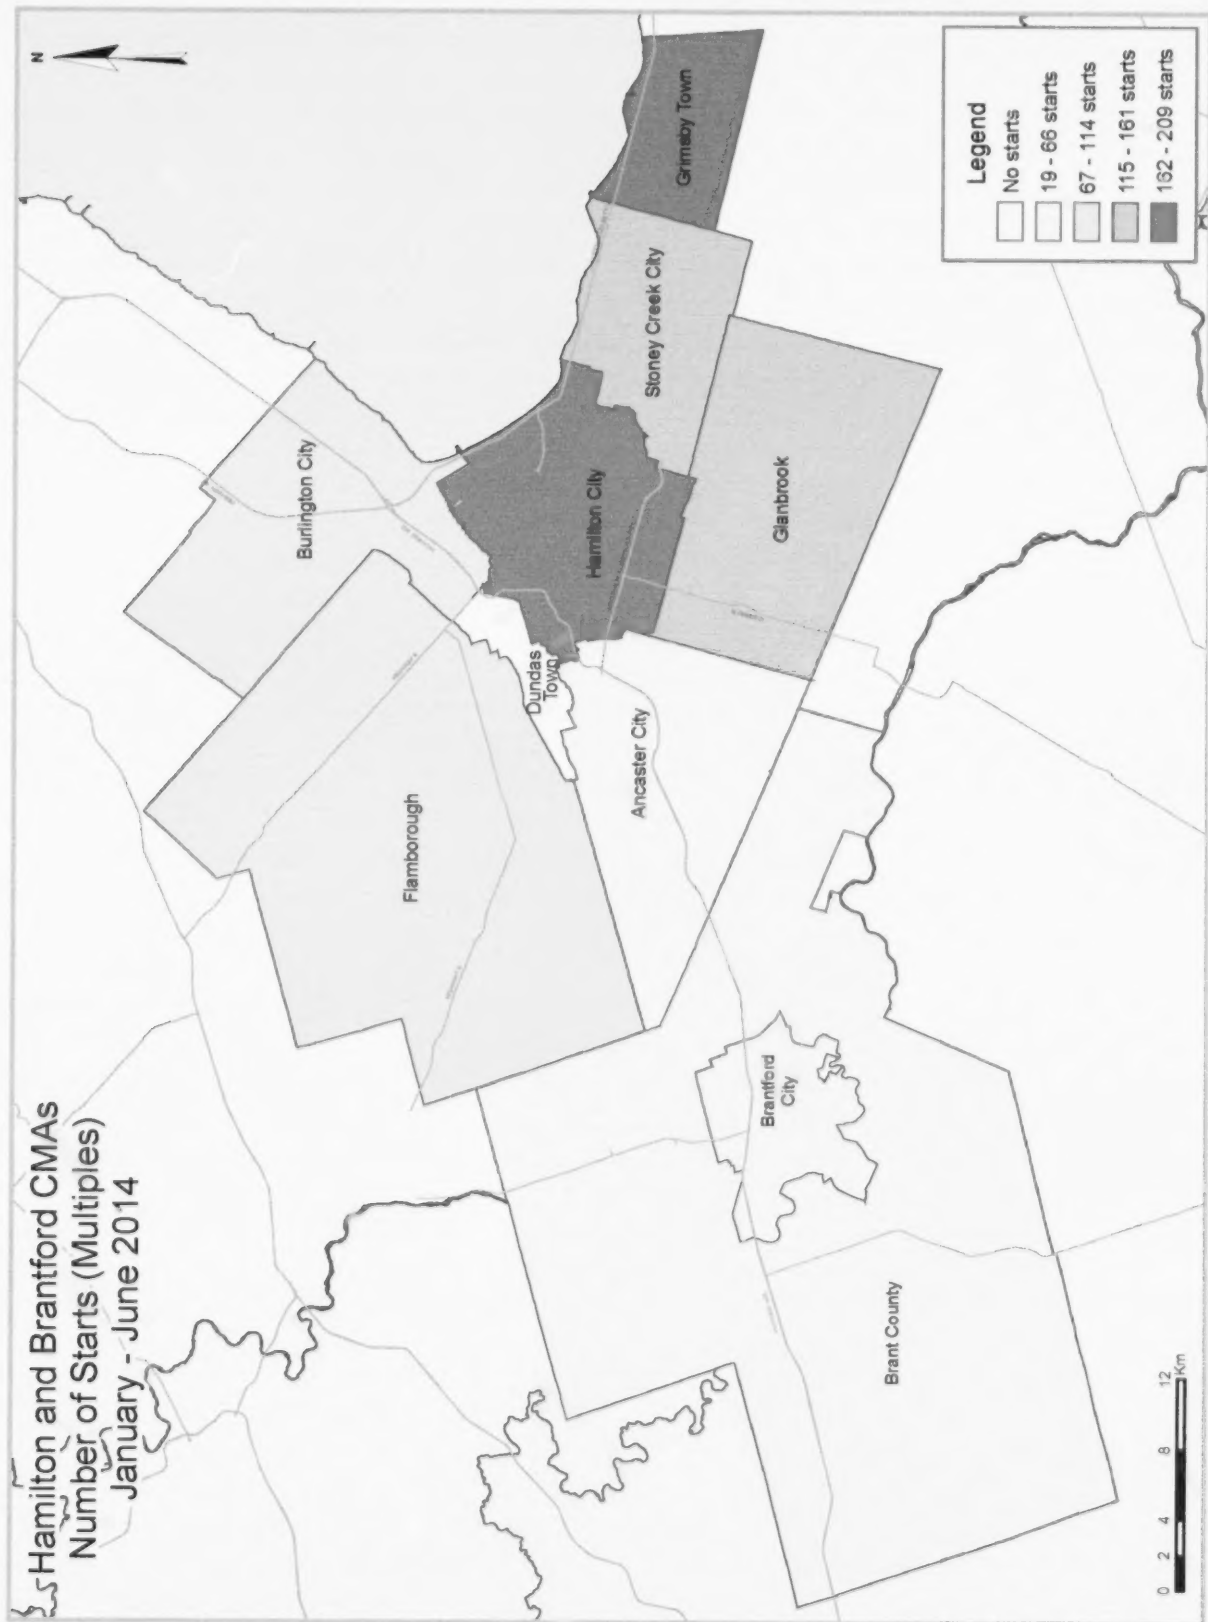 Hamilton and Brantford CMAs
Number of Starts (Multiples)
January - June 2014
N
Burlington City
Flamborough
Dundas
Town
Hamilton City
Stoney Creek City
Grimsby Town
Ancaster City
Glanbrook
Brantford
City
Brant County
Legend
No starts
19 - 66 starts
67 - 114 starts
115 - 161 starts
162 - 209 starts
0 2 4 8 12
Km